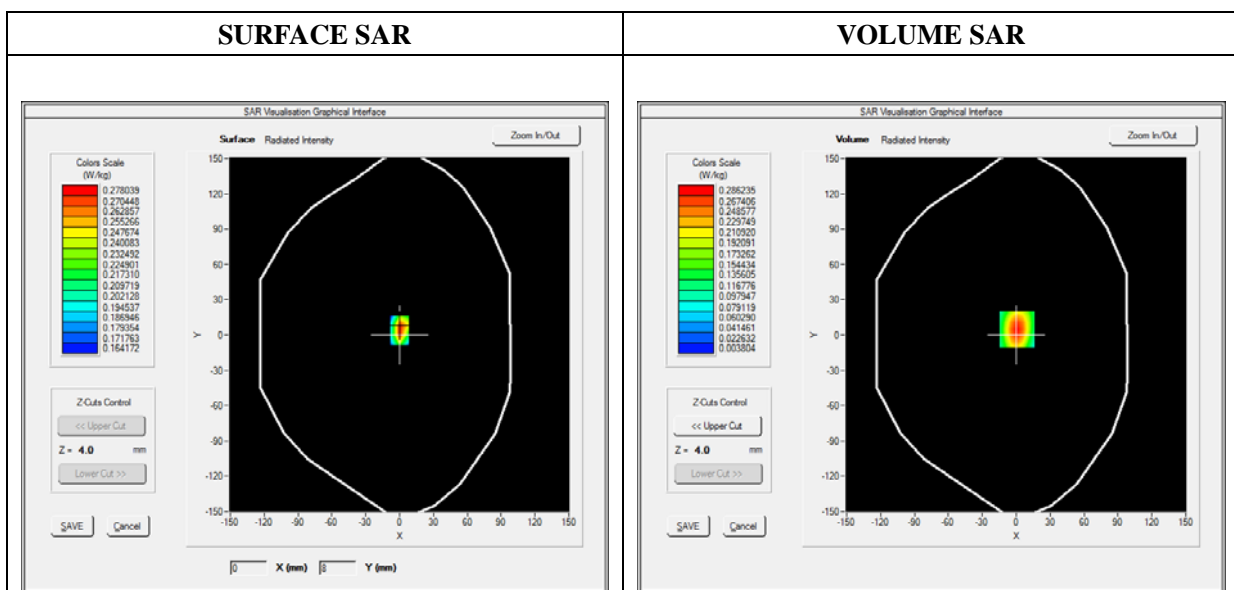 SURFACE SAR
SAR Visualisation Graphical Interface
Surface Radiated Intensity
Zoom In/Out
Colors Scale
(W/kg)
0.278039
0.270448
0.262857
0.255266
0.247674
0.240083
0.232492
0.224901
0.217310
0.209719
0.202128
0.194537
0.186946
0.179354
0.171763
0.164172
Z-Cuts Control
<< Upper Cut
Z = 4.0 mm
Lower Cut >>
SAVE Cancel
150
120
90
60
30
0
-30
-60
-90
-120
-150
Y
-150 -120 -90 -60 -30 0 30 60 90 120 150
X
0 X (mm) 8 Y (mm)
VOLUME SAR
SAR Visualisation Graphical Interface
Volume Radiated Intensity
Zoom In/Out
Colors Scale
(W/kg)
0.286235
0.267406
0.248577
0.229749
0.210920
0.192091
0.173262
0.154434
0.135605
0.116776
0.097947
0.079119
0.060290
0.041461
0.022632
0.003804
Z-Cuts Control
<< Upper Cut
Z = 4.0 mm
Lower Cut >>
SAVE Cancel
150
120
90
60
30
0
-30
-60
-90
-120
-150
Y
-150 -120 -90 -60 -30 0 30 60 90 120 150
X